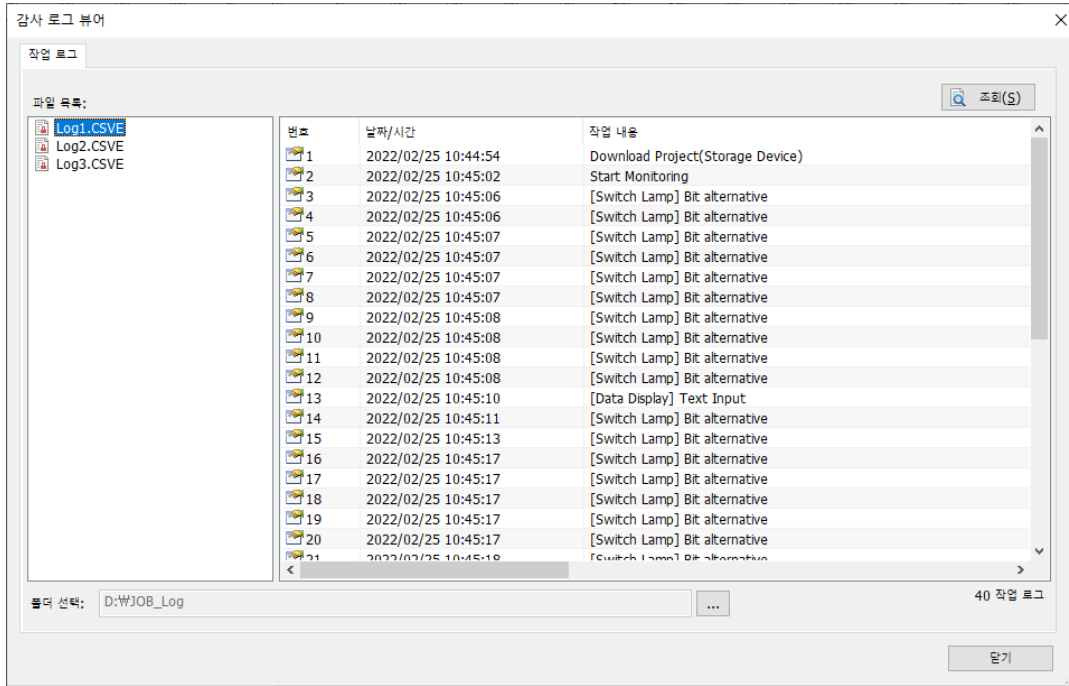 감사 로그 뷰어
작업 로그
파일 목록:
조회(S)
Log1.CSVE
Log2.CSVE
Log3.CSVE
번호 날짜/시간 작업 내용
1 2022/02/25 10:44:54 Download Project(Storage Device)
2 2022/02/25 10:45:02 Start Monitoring
3 2022/02/25 10:45:06 [Switch Lamp] Bit alternative
4 2022/02/25 10:45:06 [Switch Lamp] Bit alternative
5 2022/02/25 10:45:07 [Switch Lamp] Bit alternative
6 2022/02/25 10:45:07 [Switch Lamp] Bit alternative
7 2022/02/25 10:45:07 [Switch Lamp] Bit alternative
8 2022/02/25 10:45:07 [Switch Lamp] Bit alternative
9 2022/02/25 10:45:08 [Switch Lamp] Bit alternative
10 2022/02/25 10:45:08 [Switch Lamp] Bit alternative
11 2022/02/25 10:45:08 [Switch Lamp] Bit alternative
12 2022/02/25 10:45:08 [Switch Lamp] Bit alternative
13 2022/02/25 10:45:10 [Data Display] Text Input
14 2022/02/25 10:45:11 [Switch Lamp] Bit alternative
15 2022/02/25 10:45:13 [Switch Lamp] Bit alternative
16 2022/02/25 10:45:17 [Switch Lamp] Bit alternative
17 2022/02/25 10:45:17 [Switch Lamp] Bit alternative
18 2022/02/25 10:45:17 [Switch Lamp] Bit alternative
19 2022/02/25 10:45:17 [Switch Lamp] Bit alternative
20 2022/02/25 10:45:17 [Switch Lamp] Bit alternative
21 2022/02/25 10:45:18 [Switch Lamp] Bit alternative
폴더 선택: D:₩JOB_Log ... 40 작업 로그
닫기